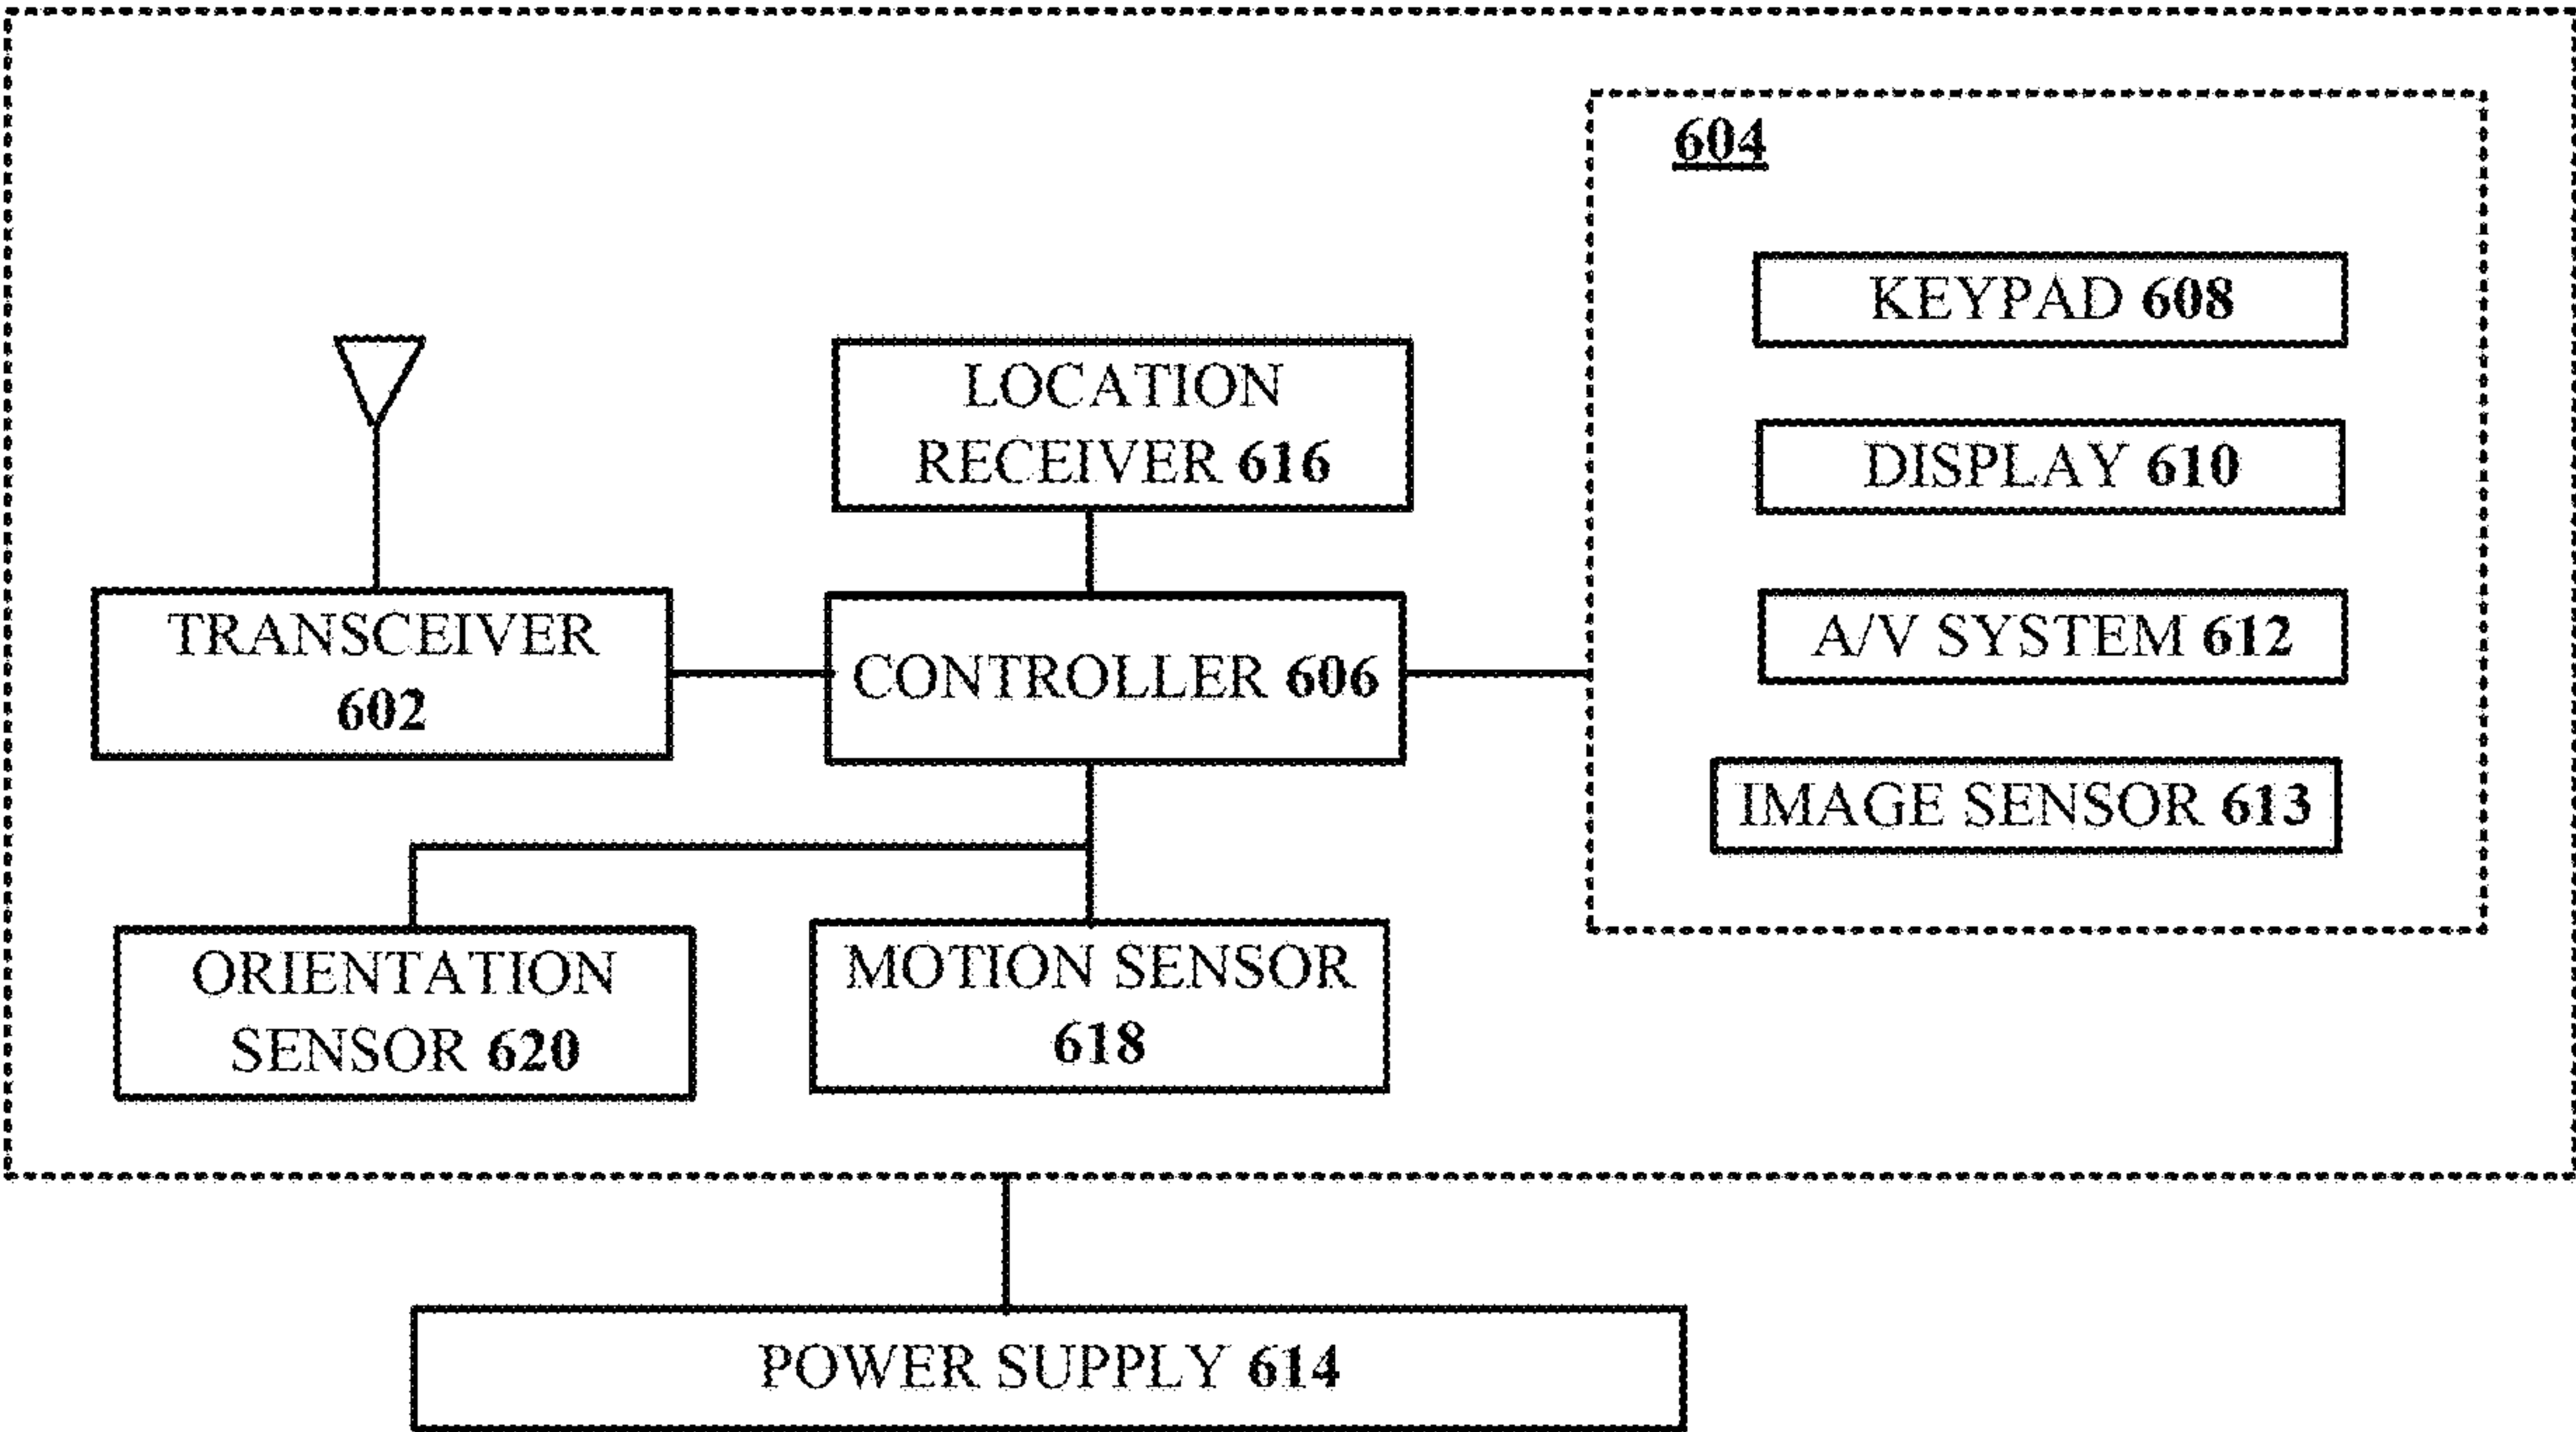 604
KEYPAD 608
LOCATION
RECEIVER 616
DISPLAY 610
TRANSCEIVER
602
CONTROLLER 606
A/V SYSTEM 612
IMAGE SENSOR 613
ORIENTATION
SENSOR 620
MOTION SENSOR
618
POWER SUPPLY 614